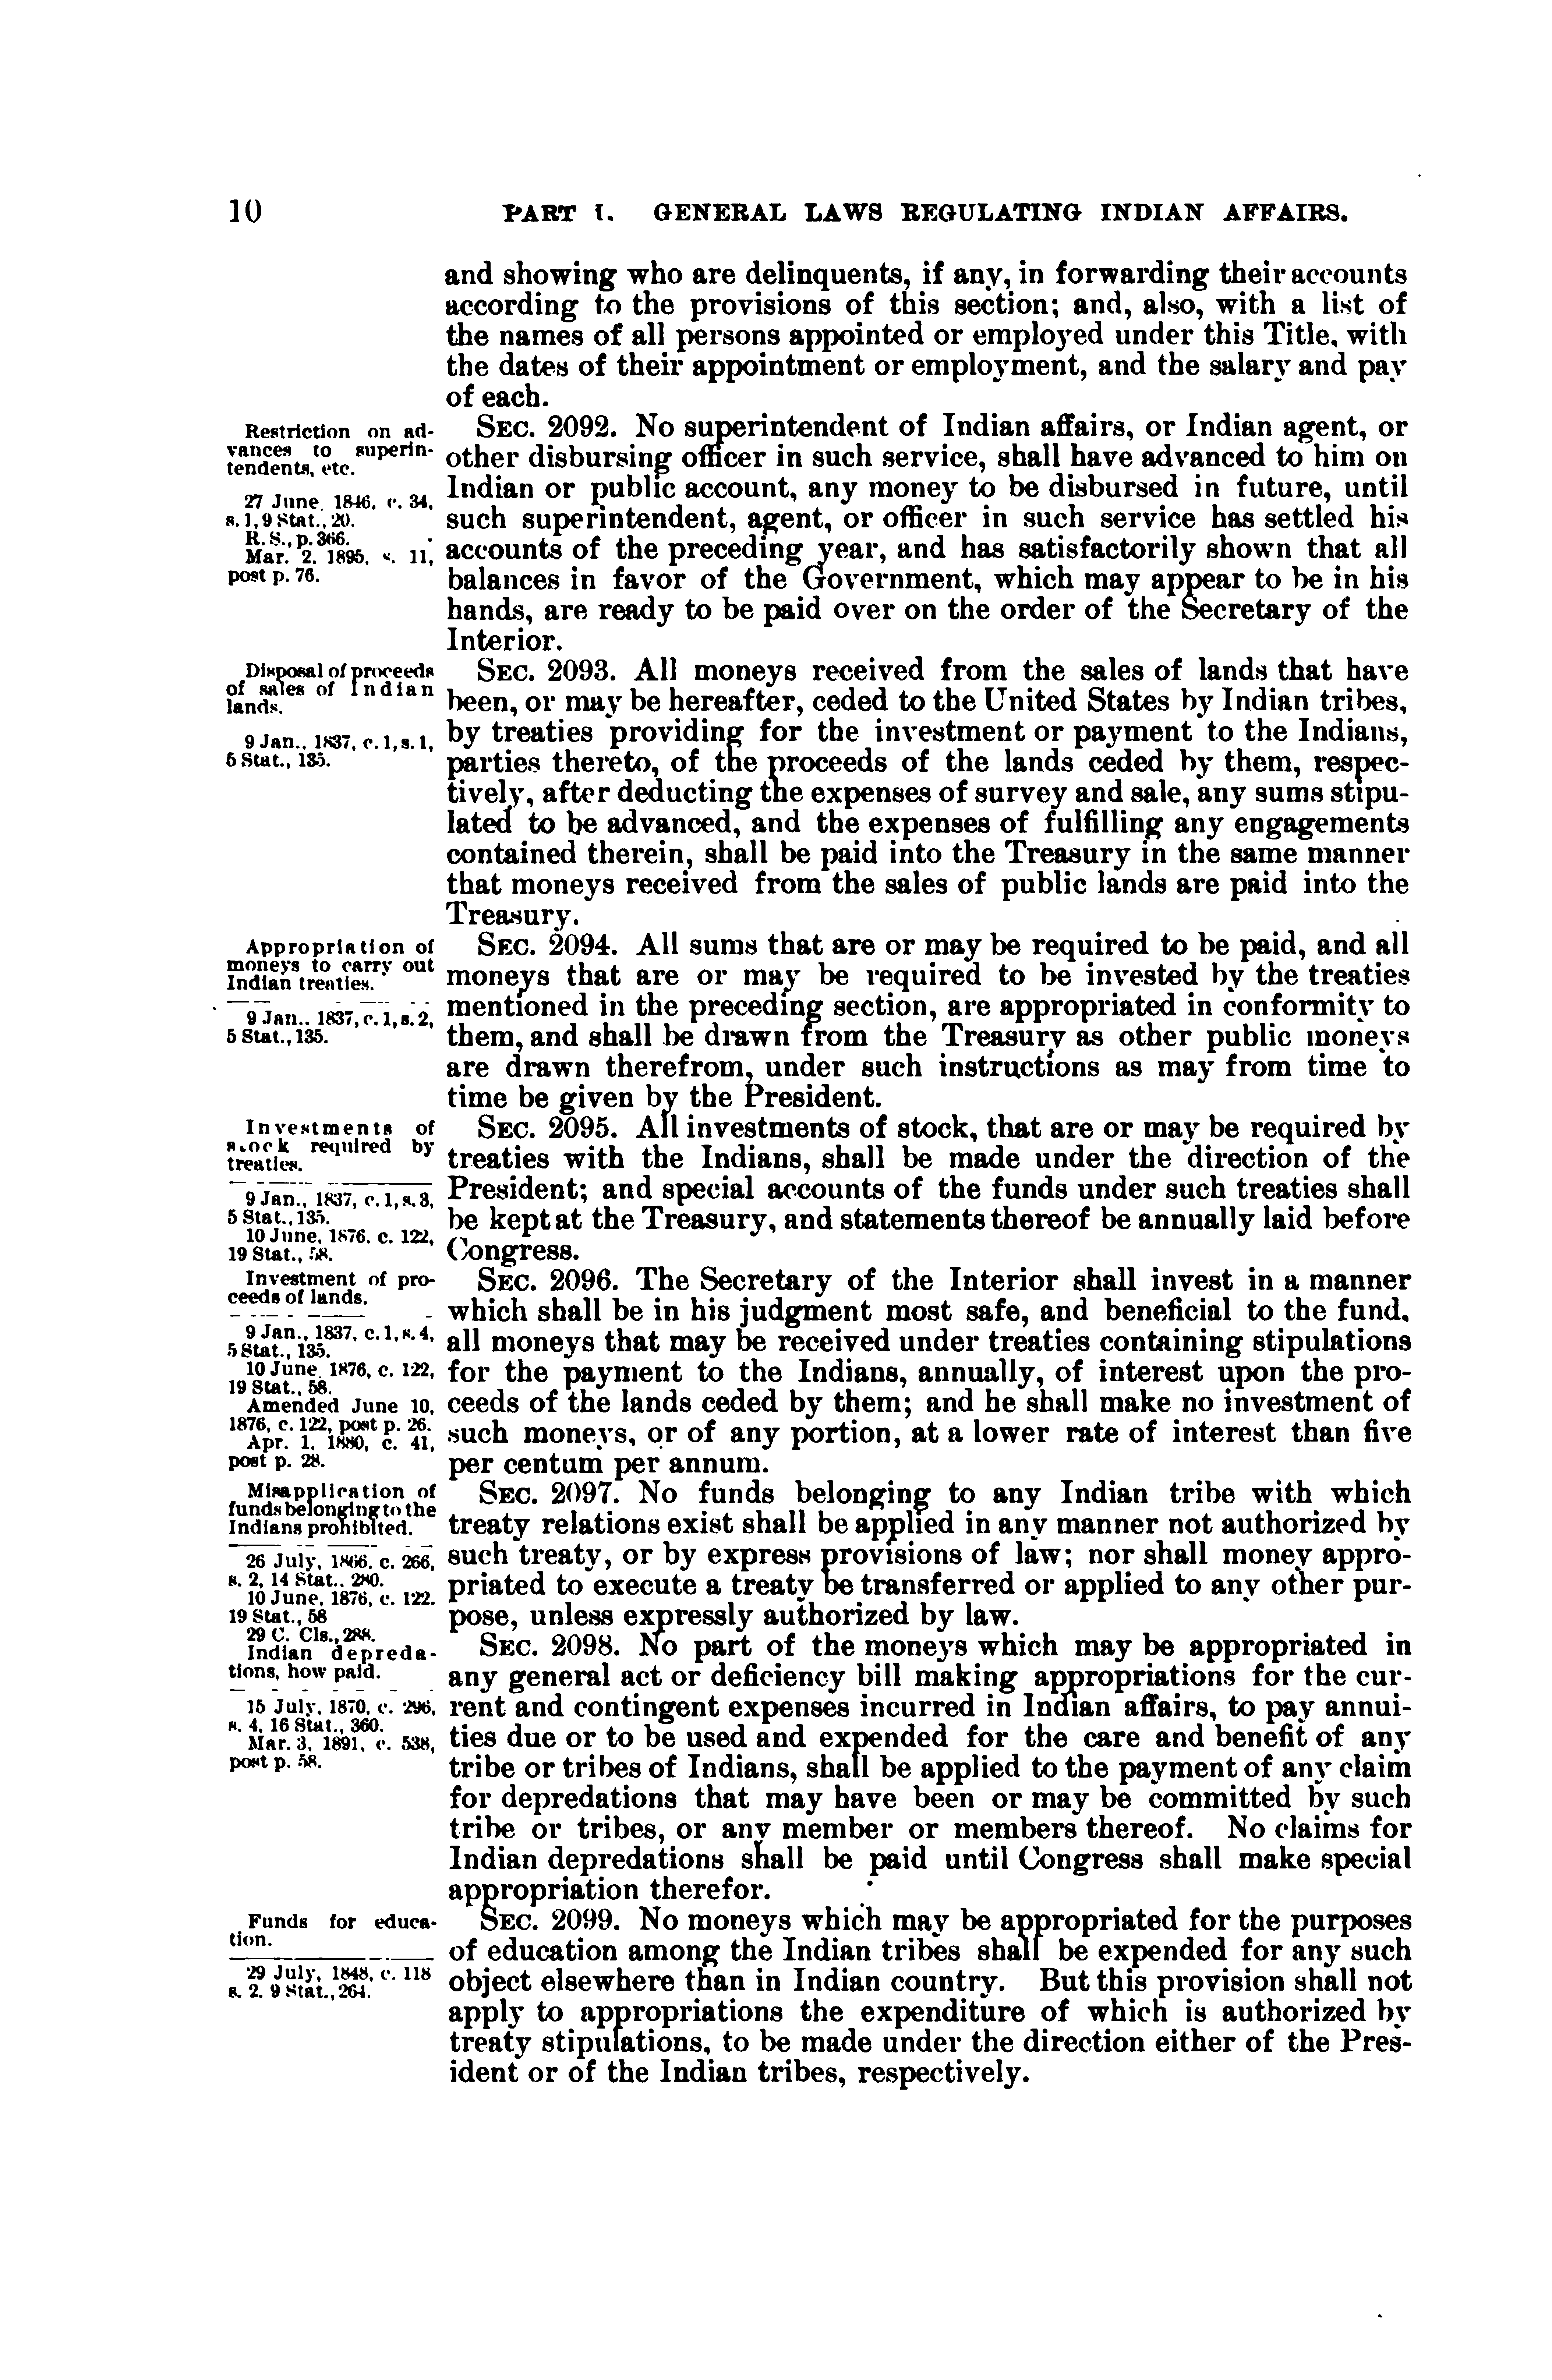 10 PART I. GENERAL LAWS REGULATING INDIAN AFFAIRS.
and showing who are delinquents, if any, in forwarding their accounts
according to the provisions of this section; and, also, with a list of
the names of all persons appointed or employed under this Title, with
the dates of their appointment or employment, and the salary and pay
of each.
Restriction on ad-
vances to superin-
tendents, etc.
27 June. 1846, c. 34,
s. 1, 9 Stat., 20.
R. S., p. 366.
Mar. 2. 1895, s. 11,
post p. 76.
SEC. 2092. No superintendent of Indian affairs, or Indian agent, or
other disbursing officer in such service, shall have advanced to him on
Indian or public account, any money to be disbursed in future, until
such superintendent, agent, or officer in such service has settled his
accounts of the preceding year, and has satisfactorily shown that all
balances in favor of the Government, which may appear to be in his
hands, are ready to be paid over on the order of the Secretary of the
Interior.
Disposal of proceeds
of sales of Indian
lands.
9 Jan., 1837, c. 1, s. 1,
5 Stat., 135.
SEC. 2093. All moneys received from the sales of lands that have
been, or may be hereafter, ceded to the United States by Indian tribes,
by treaties providing for the investment or payment to the Indians,
parties thereto, of the proceeds of the lands ceded by them, respec-
tively, after deducting the expenses of survey and sale, any sums stipu-
lated to be advanced, and the expenses of fulfilling any engagements
contained therein, shall be paid into the Treasury in the same manner
that moneys received from the sales of public lands are paid into the
Treasury.
Appropriation of
moneys to carry out
Indian treaties.
9 Jan.. 1837, c. 1, s. 2,
5 Stat., 135.
SEC. 2094. All sums that are or may be required to be paid, and all
moneys that are or may be required to be invested by the treaties
mentioned in the preceding section, are appropriated in conformity to
them, and shall be drawn from the Treasury as other public moneys
are drawn therefrom, under such instructions as may from time to
time be given by the President.
Investments of
stock required by
treaties.
9 Jan., 1837, c. 1, s. 3,
5 Stat., 135.
10 June, 1876. c. 122,
19 Stat., 58.
SEC. 2095. All investments of stock, that are or may be required by
treaties with the Indians, shall be made under the direction of the
President; and special accounts of the funds under such treaties shall
be kept at the Treasury, and statements thereof be annually laid before
Congress.
Investment of pro-
ceeds of lands.
9 Jan., 1837, c. 1, s. 4,
5 Stat., 135.
10 June. 1876, c. 122,
19 Stat., 58.
Amended June 10,
1876, c. 122, post p. 26.
Apr. 1, 1880, c. 41,
post p. 28.
SEC. 2096. The Secretary of the Interior shall invest in a manner
which shall be in his judgment most safe, and beneficial to the fund,
all moneys that may be received under treaties containing stipulations
for the payment to the Indians, annually, of interest upon the pro-
ceeds of the lands ceded by them; and he shall make no investment of
such moneys, or of any portion, at a lower rate of interest than five
per centum per annum.
Misapplication of
funds belonging to the
Indians prohibited.
26 July, 1866, c. 266,
s. 2, 14 Stat.. 280.
10 June, 1876, c. 122.
19 Stat., 58
29 C. Cls., 288.
SEC. 2097. No funds belonging to any Indian tribe with which
treaty relations exist shall be applied in any manner not authorized by
such treaty, or by express provisions of law; nor shall money appro-
priated to execute a treaty be transferred or applied to any other pur-
pose, unless expressly authorized by law.
Indian depreda-
tions, how paid.
15 July, 1870, c. 296,
s. 4, 16 Stat., 360.
Mar. 3, 1891, c. 538,
post p. 58.
SEC. 2098. No part of the moneys which may be appropriated in
any general act or deficiency bill making appropriations for the cur-
rent and contingent expenses incurred in Indian affairs, to pay annui-
ties due or to be used and expended for the care and benefit of any
tribe or tribes of Indians, shall be applied to the payment of any claim
for depredations that may have been or may be committed by such
tribe or tribes, or any member or members thereof. No claims for
Indian depredations shall be paid until Congress shall make special
appropriation therefor.
Funds for educa-
tion.
29 July, 1848, c. 118
s. 2. 9 Stat., 264.
SEC. 2099. No moneys which may be appropriated for the purposes
of education among the Indian tribes shall be expended for any such
object elsewhere than in Indian country. But this provision shall not
apply to appropriations the expenditure of which is authorized by
treaty stipulations, to be made under the direction either of the Pres-
ident or of the Indian tribes, respectively.